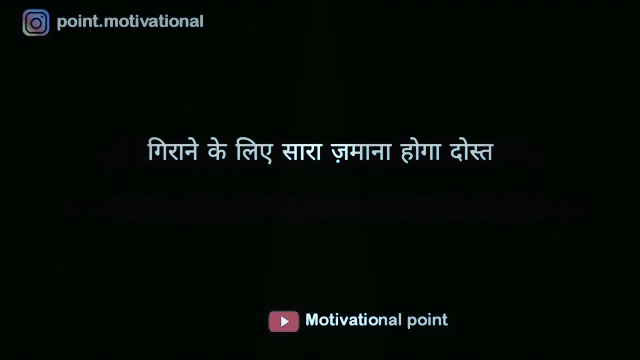 point.motivational
गिराने के लिए सारा ज़माना होगा दोस्त
Motivational point